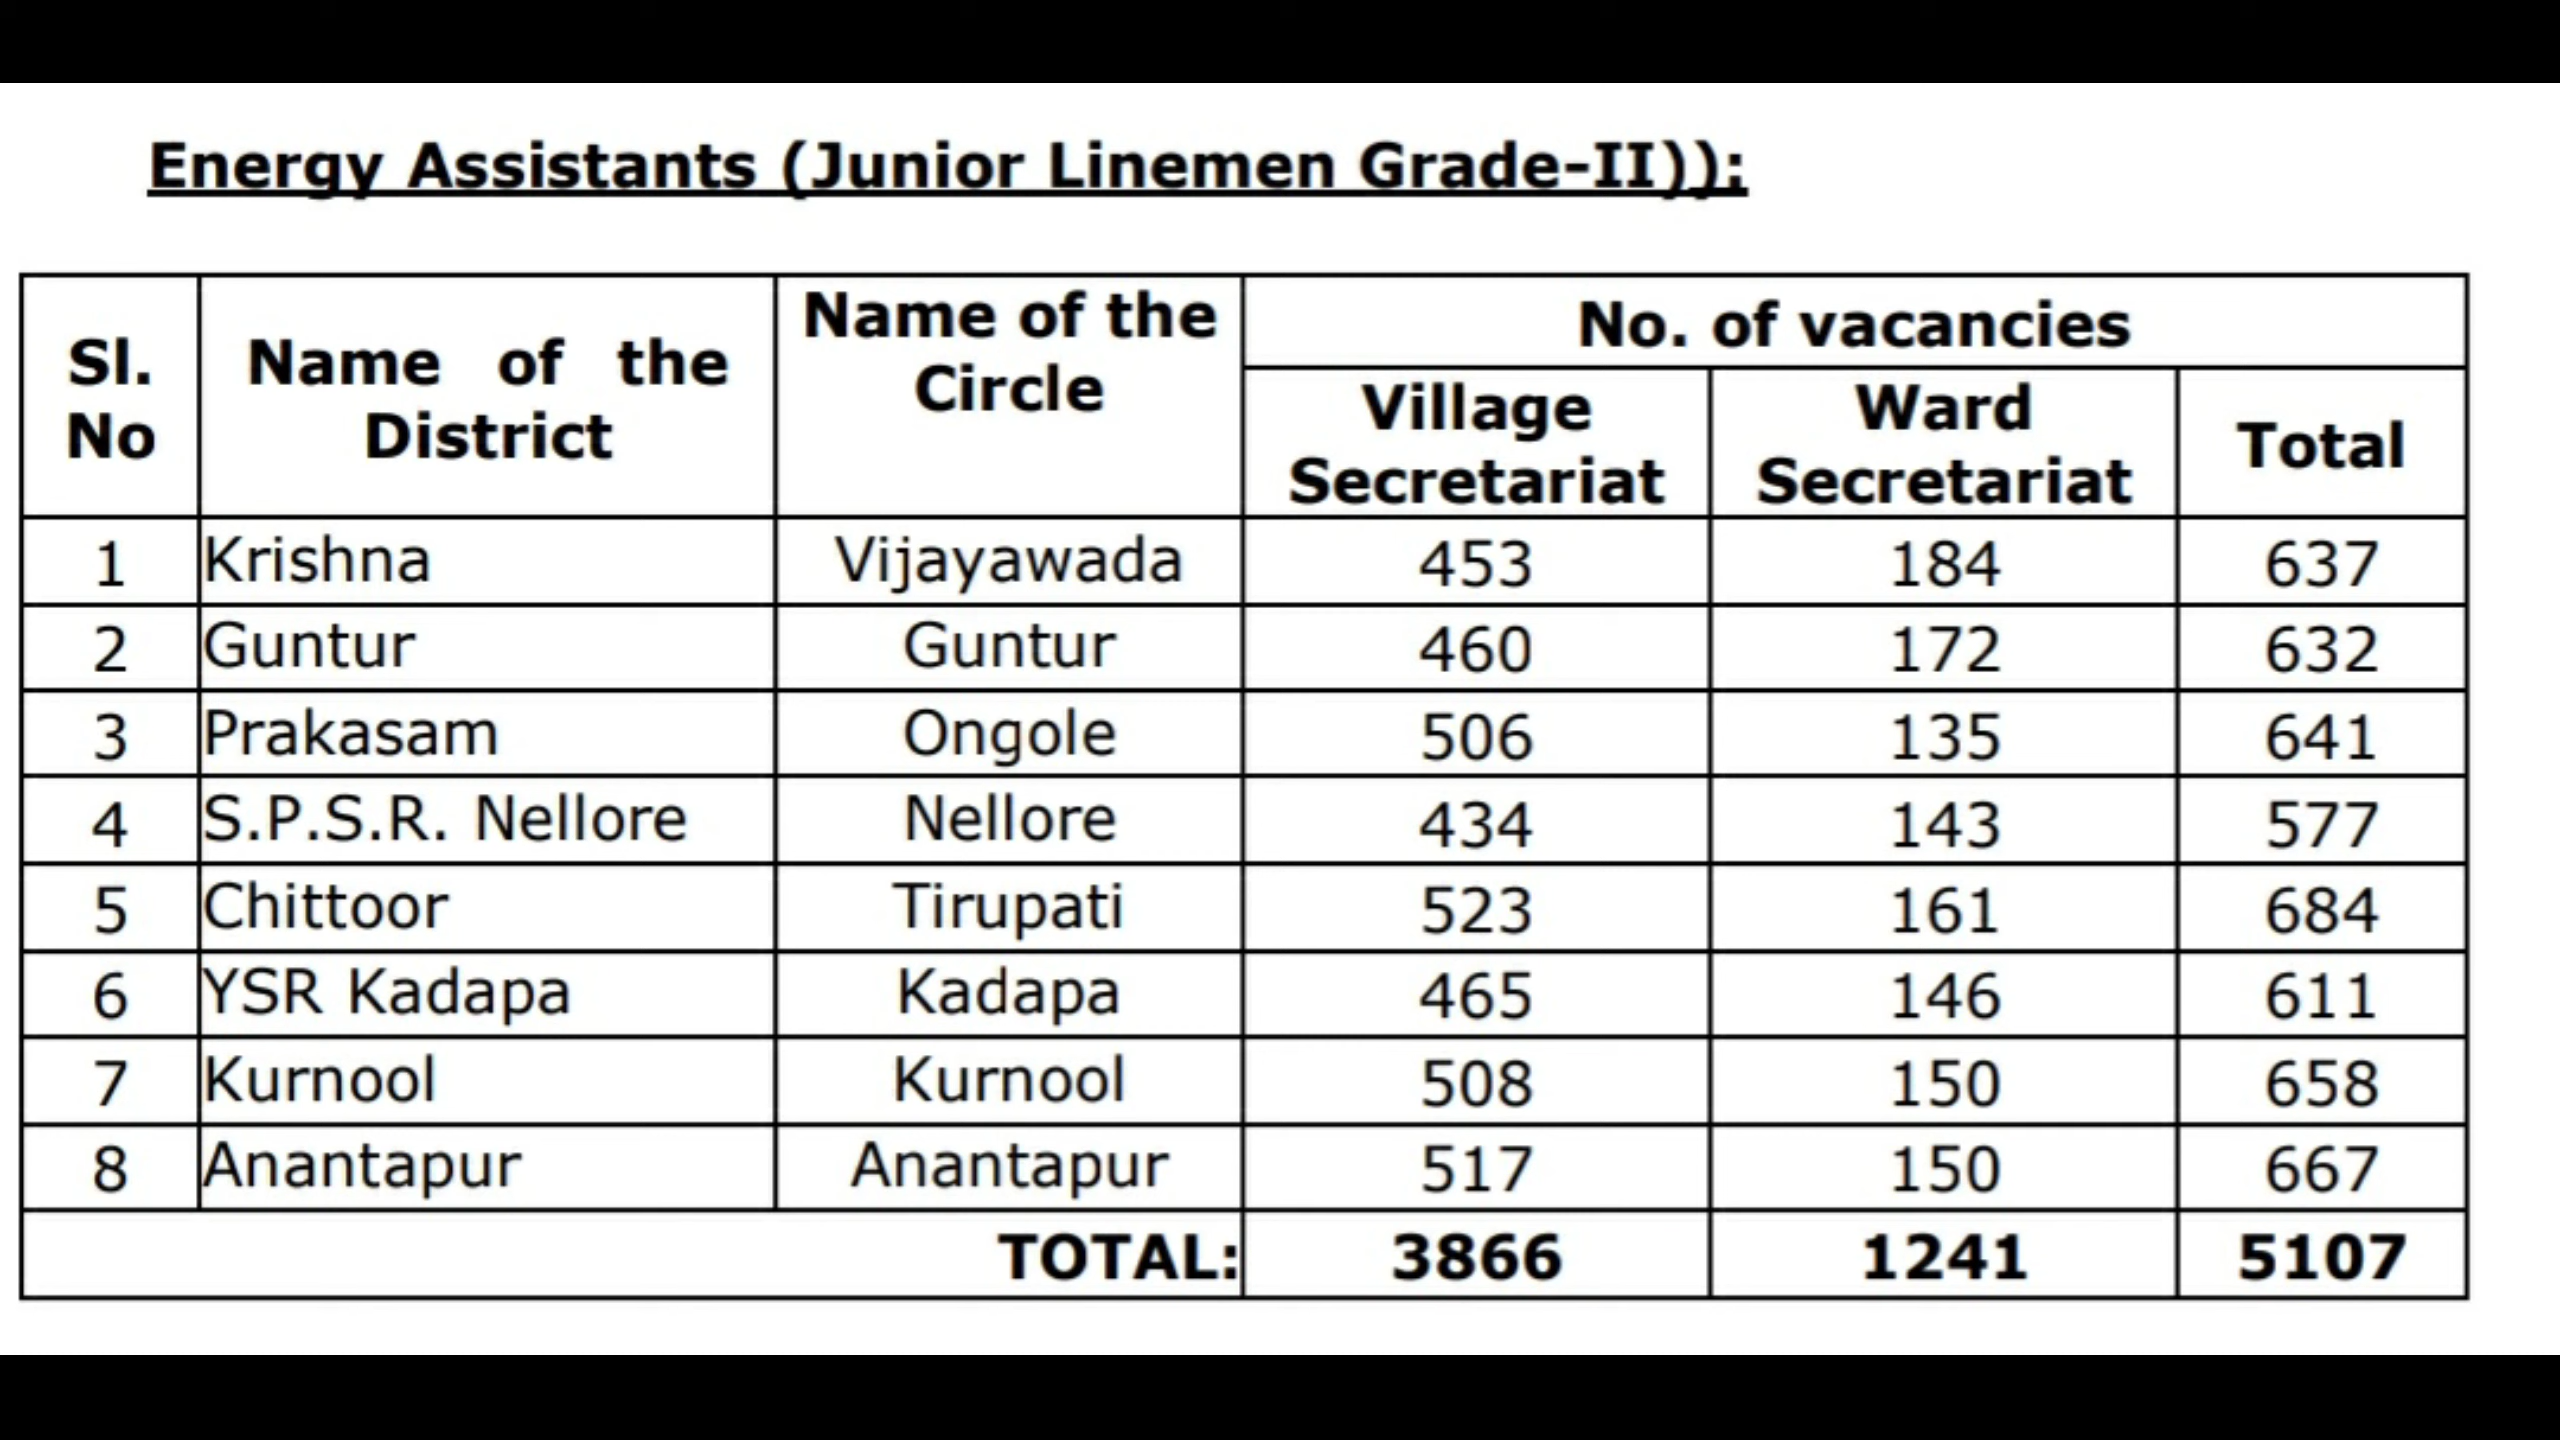 Energy Assistants (Junior Linemen Grade-II)):
Sl. No | Name of the District | Name of the Circle | No. of vacancies
Village Secretariat | Ward Secretariat | Total
1 | Krishna | Vijayawada | 453 | 184 | 637
2 | Guntur | Guntur | 460 | 172 | 632
3 | Prakasam | Ongole | 506 | 135 | 641
4 | S.P.S.R. Nellore | Nellore | 434 | 143 | 577
5 | Chittoor | Tirupati | 523 | 161 | 684
6 | YSR Kadapa | Kadapa | 465 | 146 | 611
7 | Kurnool | Kurnool | 508 | 150 | 658
8 | Anantapur | Anantapur | 517 | 150 | 667
TOTAL: | 3866 | 1241 | 5107